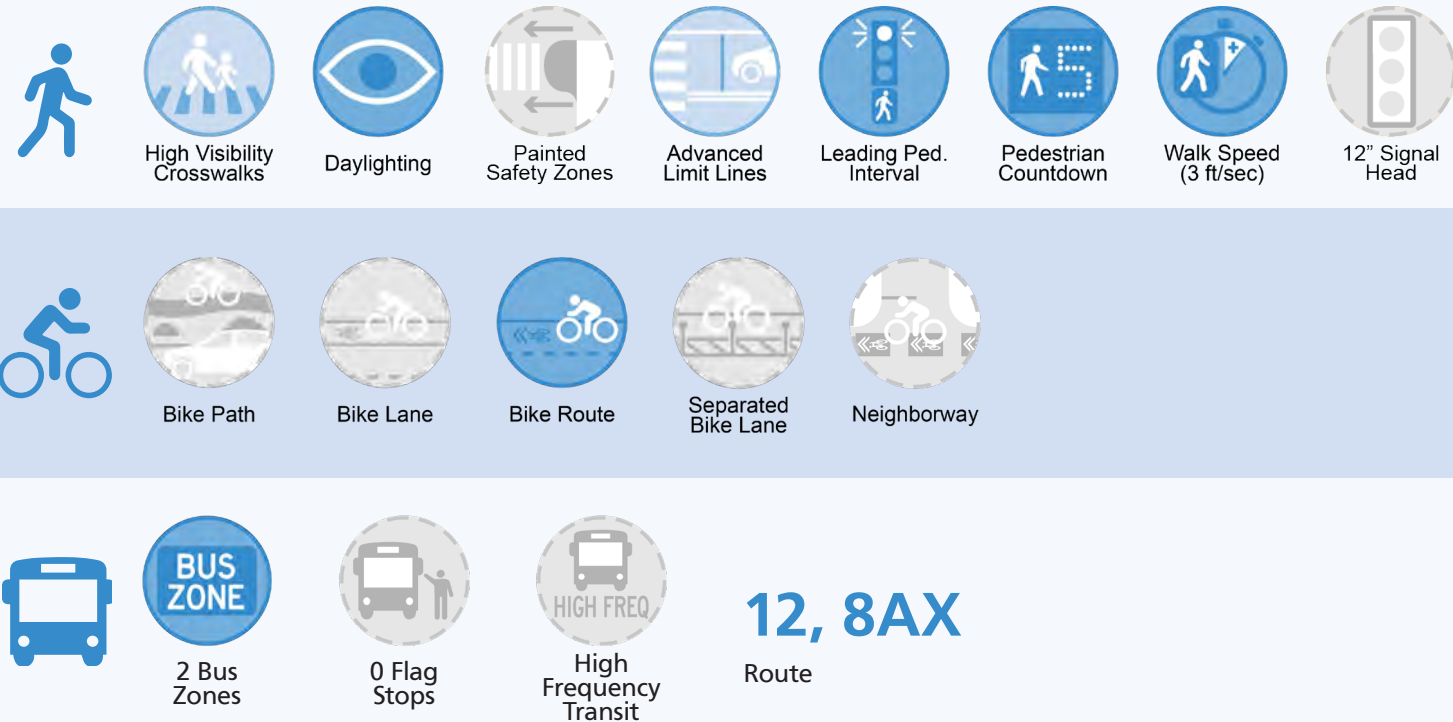 5
High Visibility
Crosswalks
Daylighting
Painted
Safety Zones
Advanced
Limit Lines
Leading Ped.
Interval
Pedestrian
Countdown
Walk Speed
(3 ft/sec)
12” Signal
Head
Bike Path
Bike Lane
Bike Route
Separated
Bike Lane
Neighborway
BUS
ZONE
2 Bus
Zones
0 Flag
Stops
HIGH FREQ
High
Frequency
Transit
12, 8AX
Route